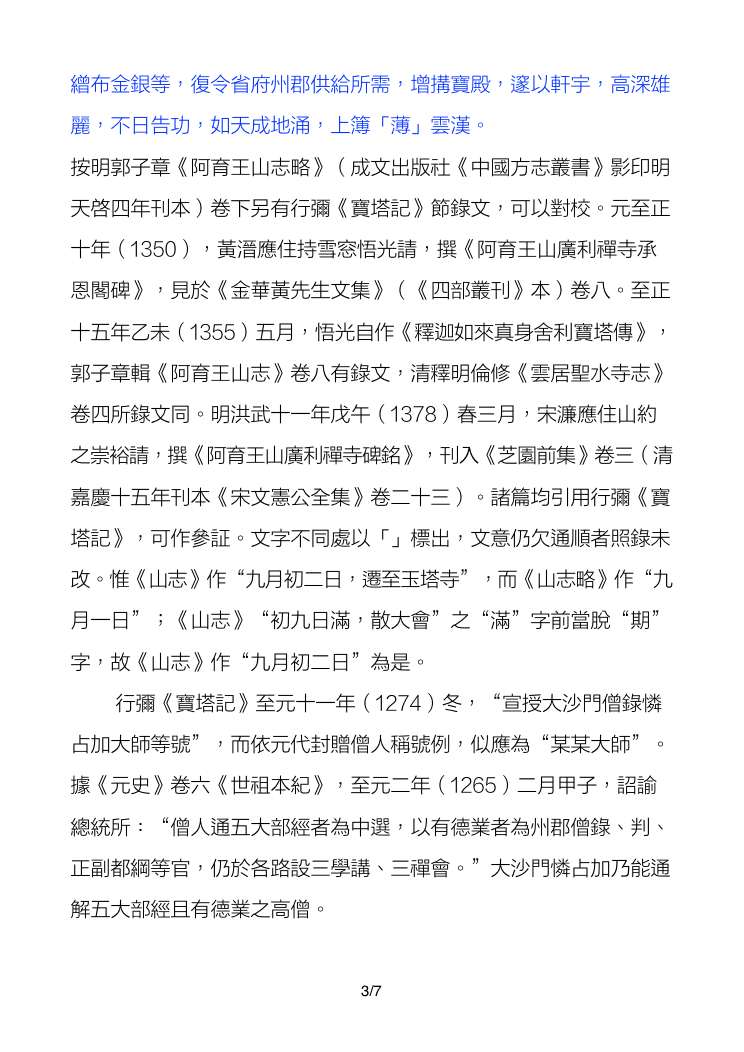 繒布金銀等，復令省府州郡供給所需，增搆寶殿，邃以軒宇，高深雄
麗，不日告功，如天成地涌，上簿「薄」雲漢。
按明郭子章《阿育王山志略》（成文出版社《中國方志叢書》影印明
天啓四年刊本）卷下另有行彌《寶塔記》節錄文，可以對校。元至正
十年（1350），黃溍應住持雪窓悟光請，撰《阿育王山廣利禪寺承
恩閣碑》，見於《金華黃先生文集》（《四部叢刊》本）卷八。至正
十五年乙未（1355）五月，悟光自作《釋迦如來真身舍利寶塔傳》，
郭子章輯《阿育王山志》卷八有錄文，清釋明倫修《雲居聖水寺志》
卷四所錄文同。明洪武十一年戊午（1378）春三月，宋濂應住山約
之崇裕請，撰《阿育王山廣利禪寺碑銘》，刊入《芝園前集》卷三（清
嘉慶十五年刊本《宋文憲公全集》卷二十三）。諸篇均引用行彌《寶
塔記》，可作參証。文字不同處以「」標出，文意仍欠通順者照錄未
改。惟《山志》作“九月初二日，遷至玉塔寺”，而《山志略》作“九
月一日”；《山志》“初九日滿，散大會”之“滿”字前當脫“期”
字，故《山志》作“九月初二日”為是。
行彌《寶塔記》至元十一年（1274）冬，“宣授大沙門僧錄憐
占加大師等號”，而依元代封贈僧人稱號例，似應為“某某大師”。
據《元史》卷六《世祖本紀》，至元二年（1265）二月甲子，詔諭
總統所：“僧人通五大部經者為中選，以有德業者為州郡僧錄、判、
正副都綱等官，仍於各路設三學講、三禪會。”大沙門憐占加乃能通
解五大部經且有德業之高僧。
3/7